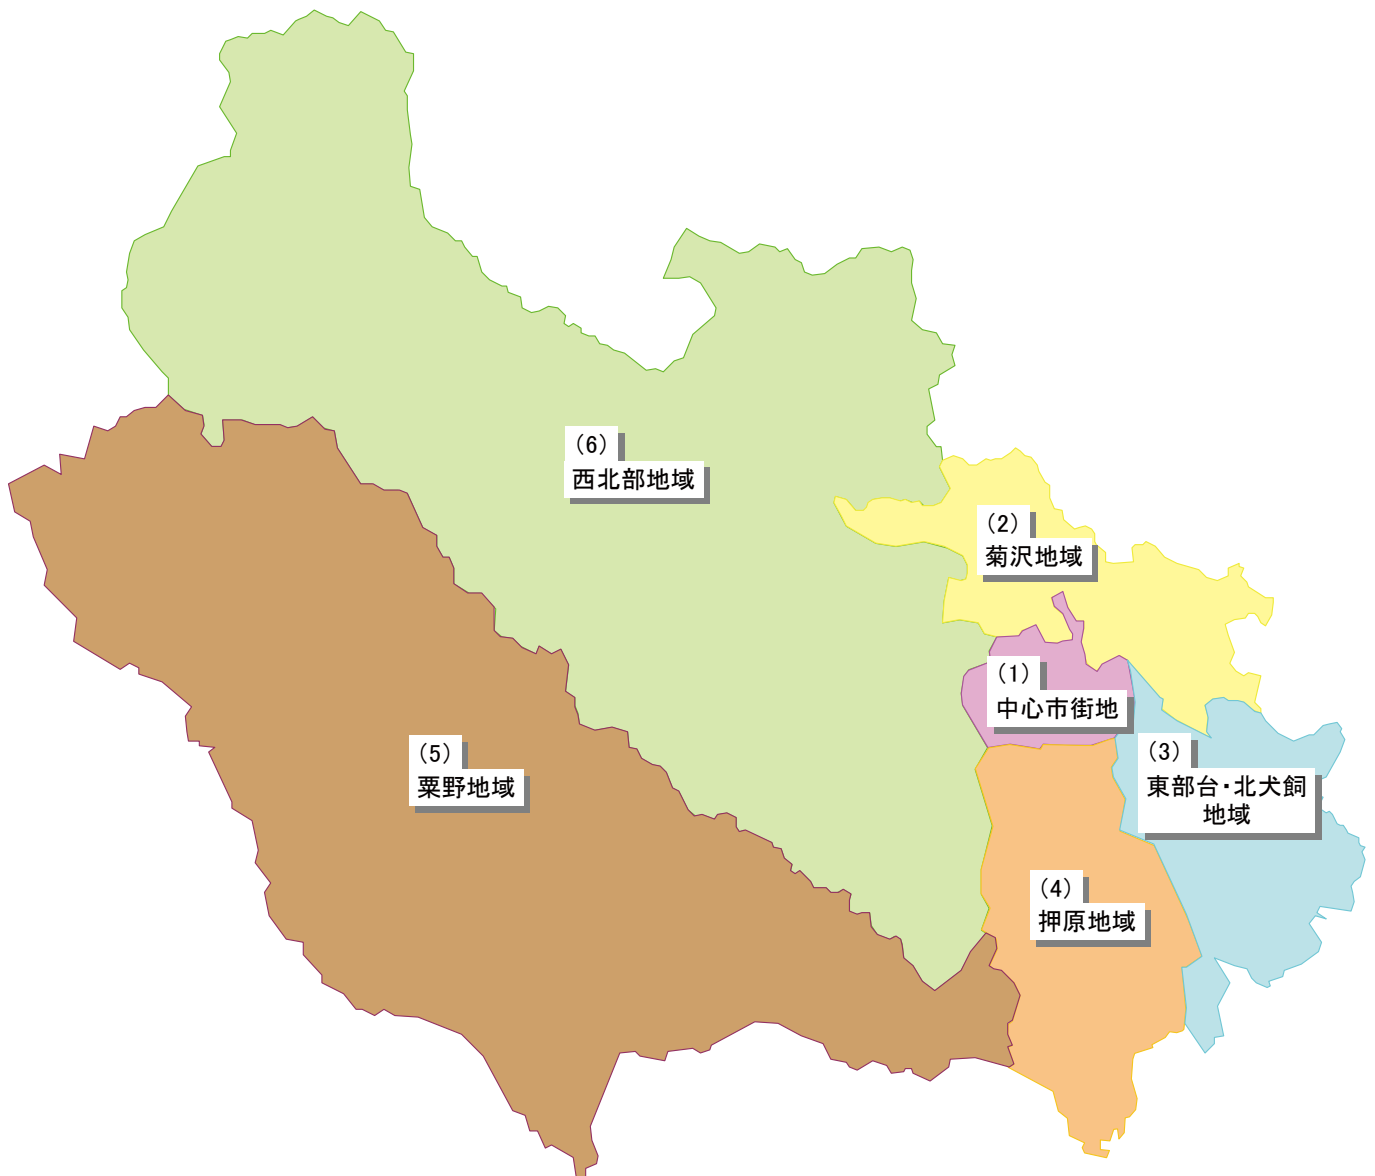 (6)
西北部地域
(2)
菊沢地域
(1)
中心市街地
(5)
粟野地域
(3)
東部台・北犬飼
地域
(4)
押原地域